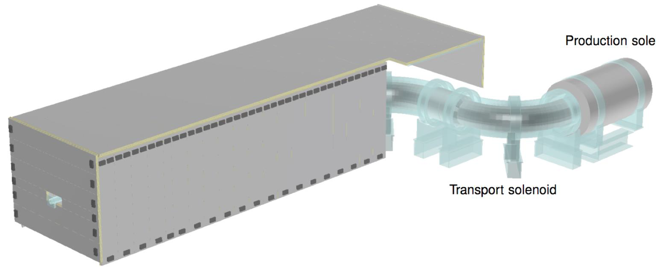 Production sole
Transport solenoid